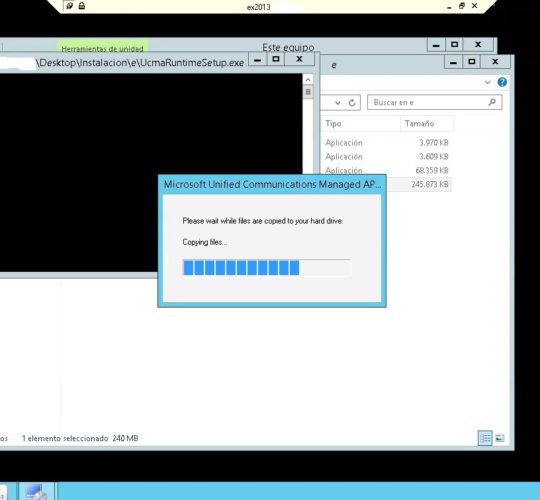 ex2013
Herramientas de unidad
Este equipo
\Desktop\Instalacion\e\UcmaRuntimeSetup.exe
e
Buscar en e
Tipo
Tamaño
Aplicación
3.970 KB
Aplicación
3.609 KB
Aplicación
68.359 KB
245.873 KB
Microsoft Unified Communications Managed AP...
Please wait while files are copied to your hard drive.
Copying files...
os
1 elemento seleccionado 240 MB